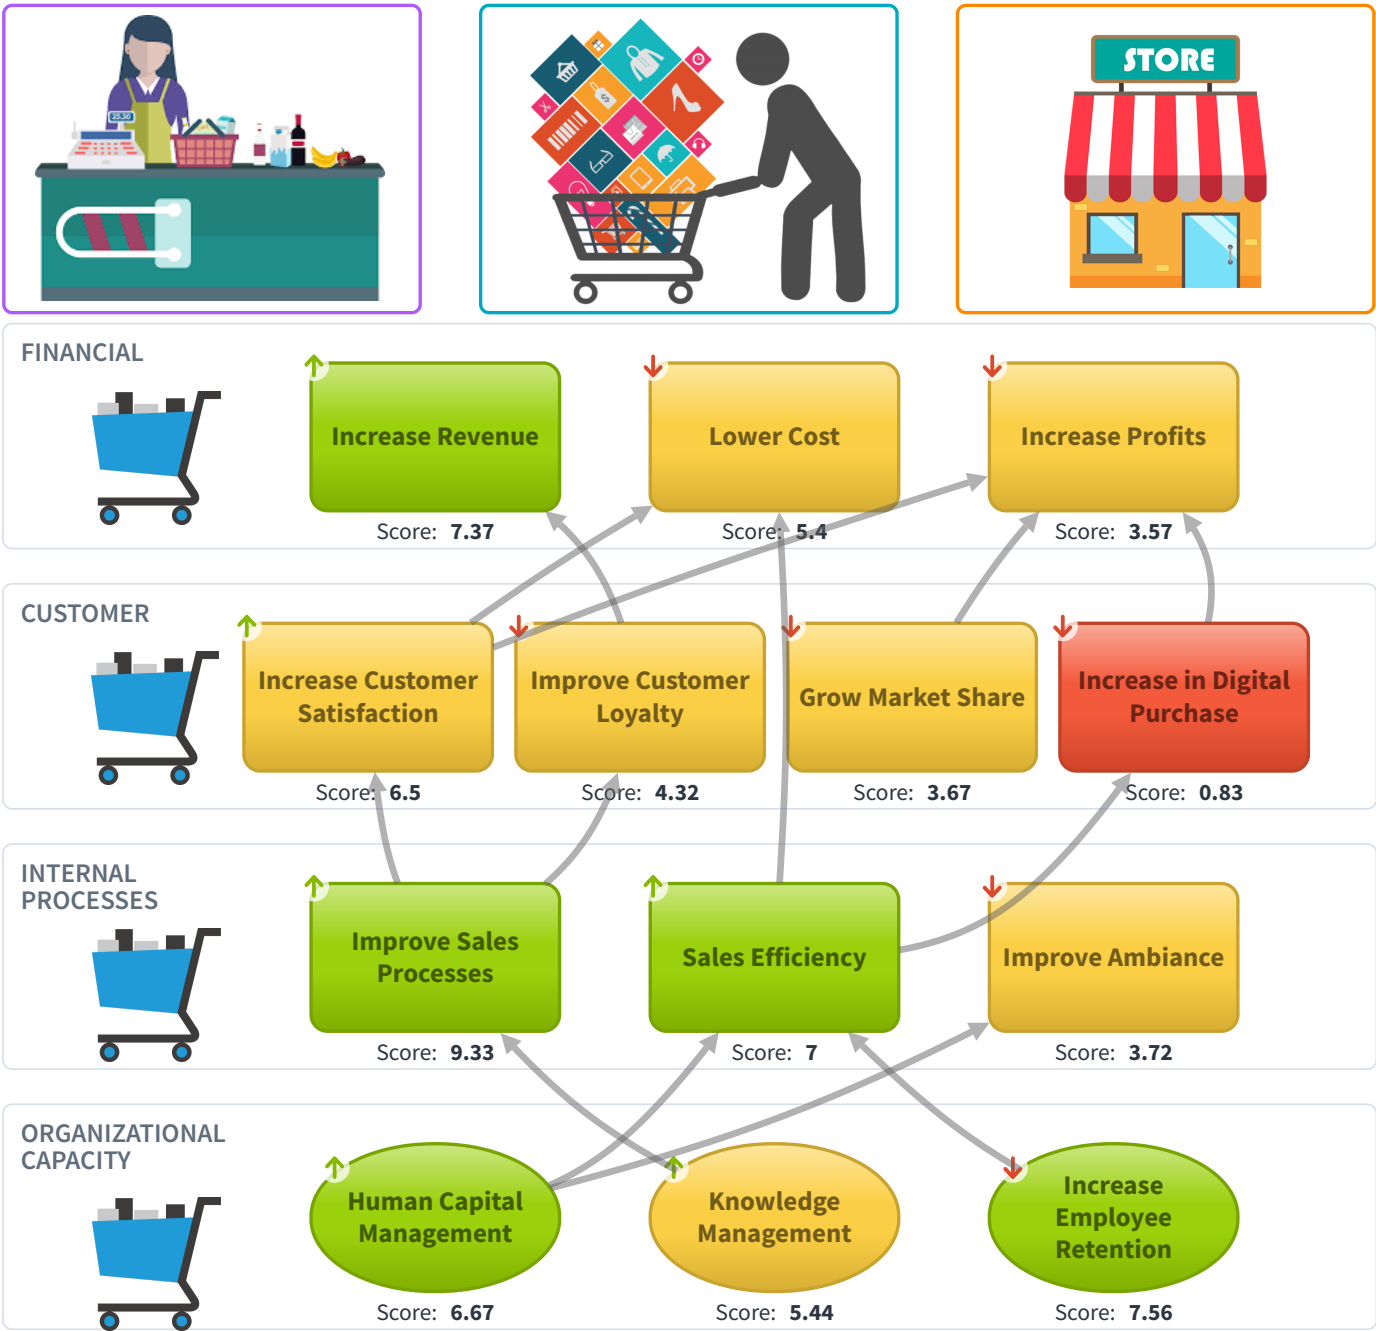 STORE
FINANCIAL
Increase Revenue
Lower Cost
Increase Profits
Score: 7.37
Score: 5.4
Score: 3.57
CUSTOMER
Increase Customer
Satisfaction
Improve Customer
Loyalty
Grow Market Share
Increase in Digital
Purchase
Score: 6.5
Score: 4.32
Score: 3.67
Score: 0.83
INTERNAL
PROCESSES
Improve Sales
Processes
Sales Efficiency
Improve Ambiance
Score: 9.33
Score: 7
Score: 3.72
ORGANIZATIONAL
CAPACITY
Human Capital
Management
Knowledge
Management
Increase
Employee
Retention
Score: 6.67
Score: 5.44
Score: 7.56